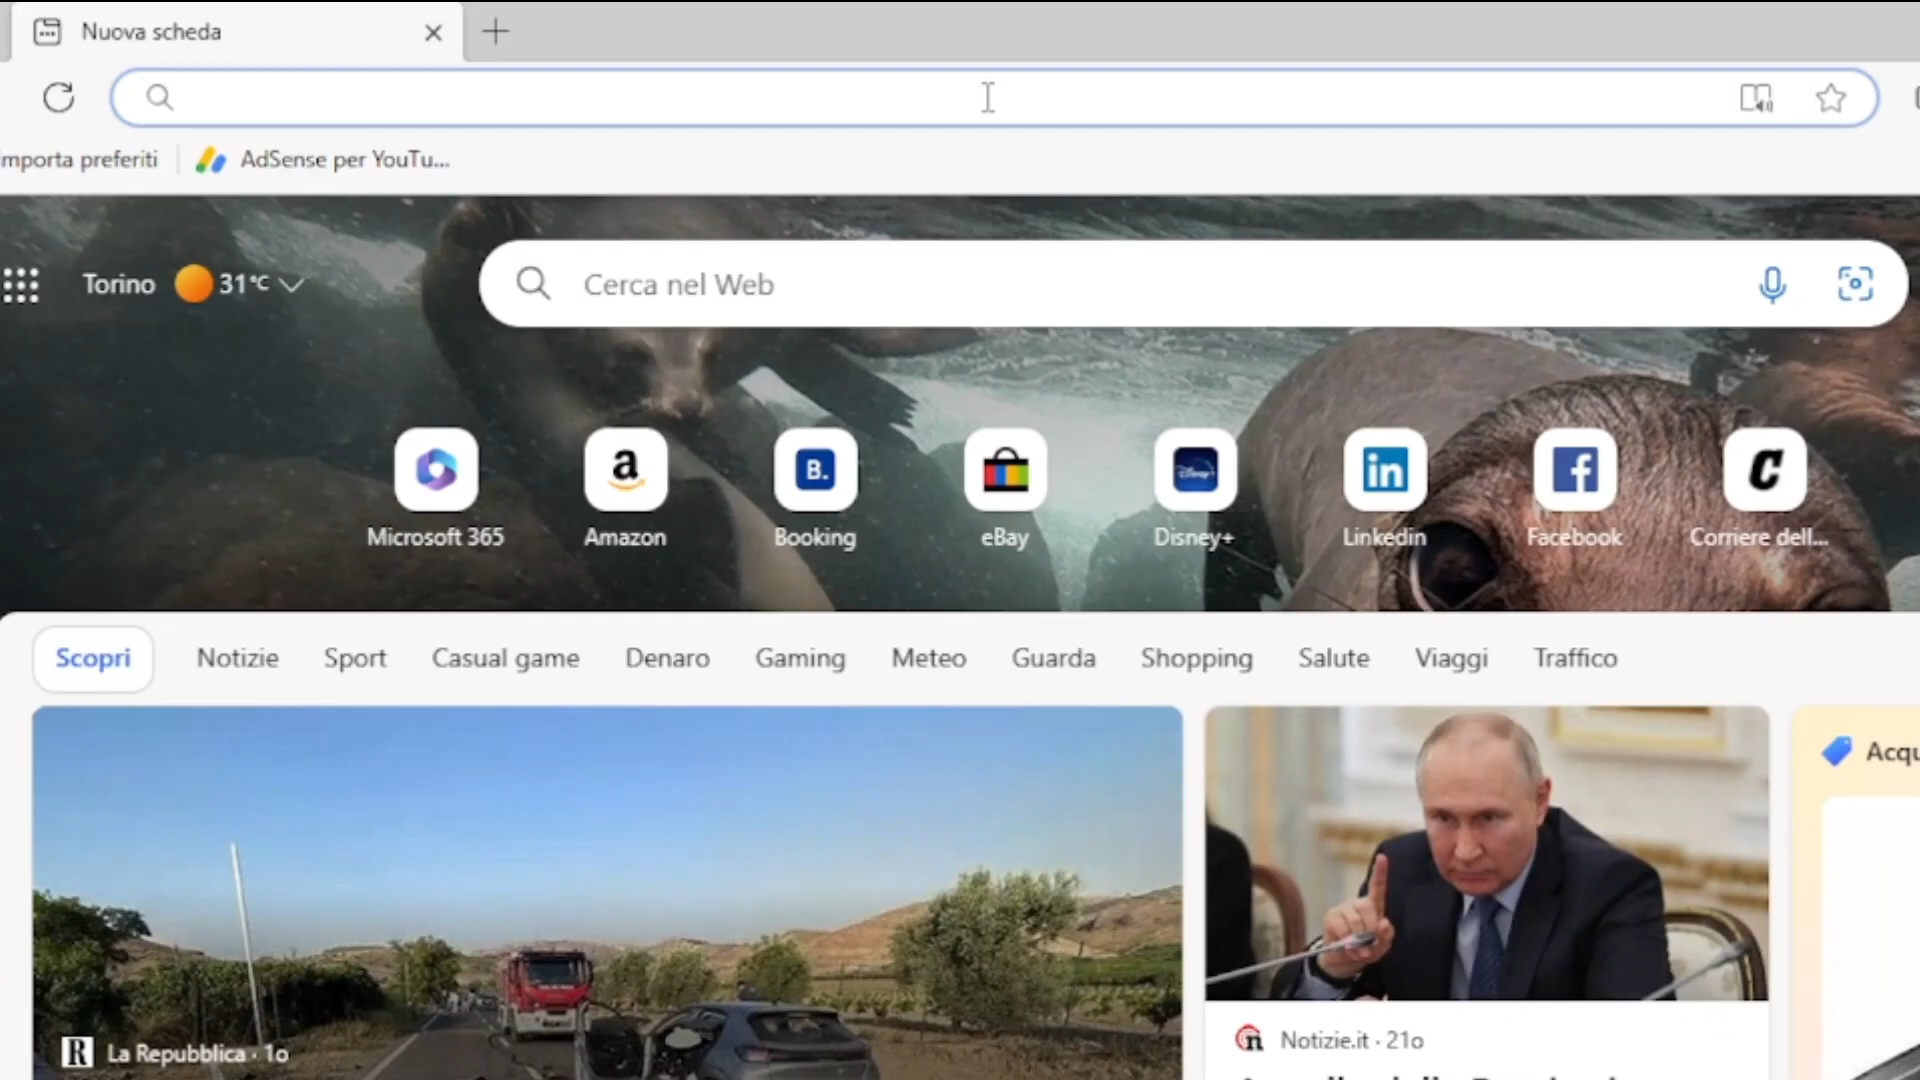 Nuova scheda
mporta preferiti
AdSense per YouTu...
Torino 31°C
Cerca nel Web
Microsoft 365
Amazon
Booking
eBay
Disney+
Linkedin
Facebook
Corriere dell...
Scopri Notizie Sport Casual game Denaro Gaming Meteo Guarda Shopping Salute Viaggi Traffico
Acqu
La Repubblica · 1o
Notizie.it · 21o